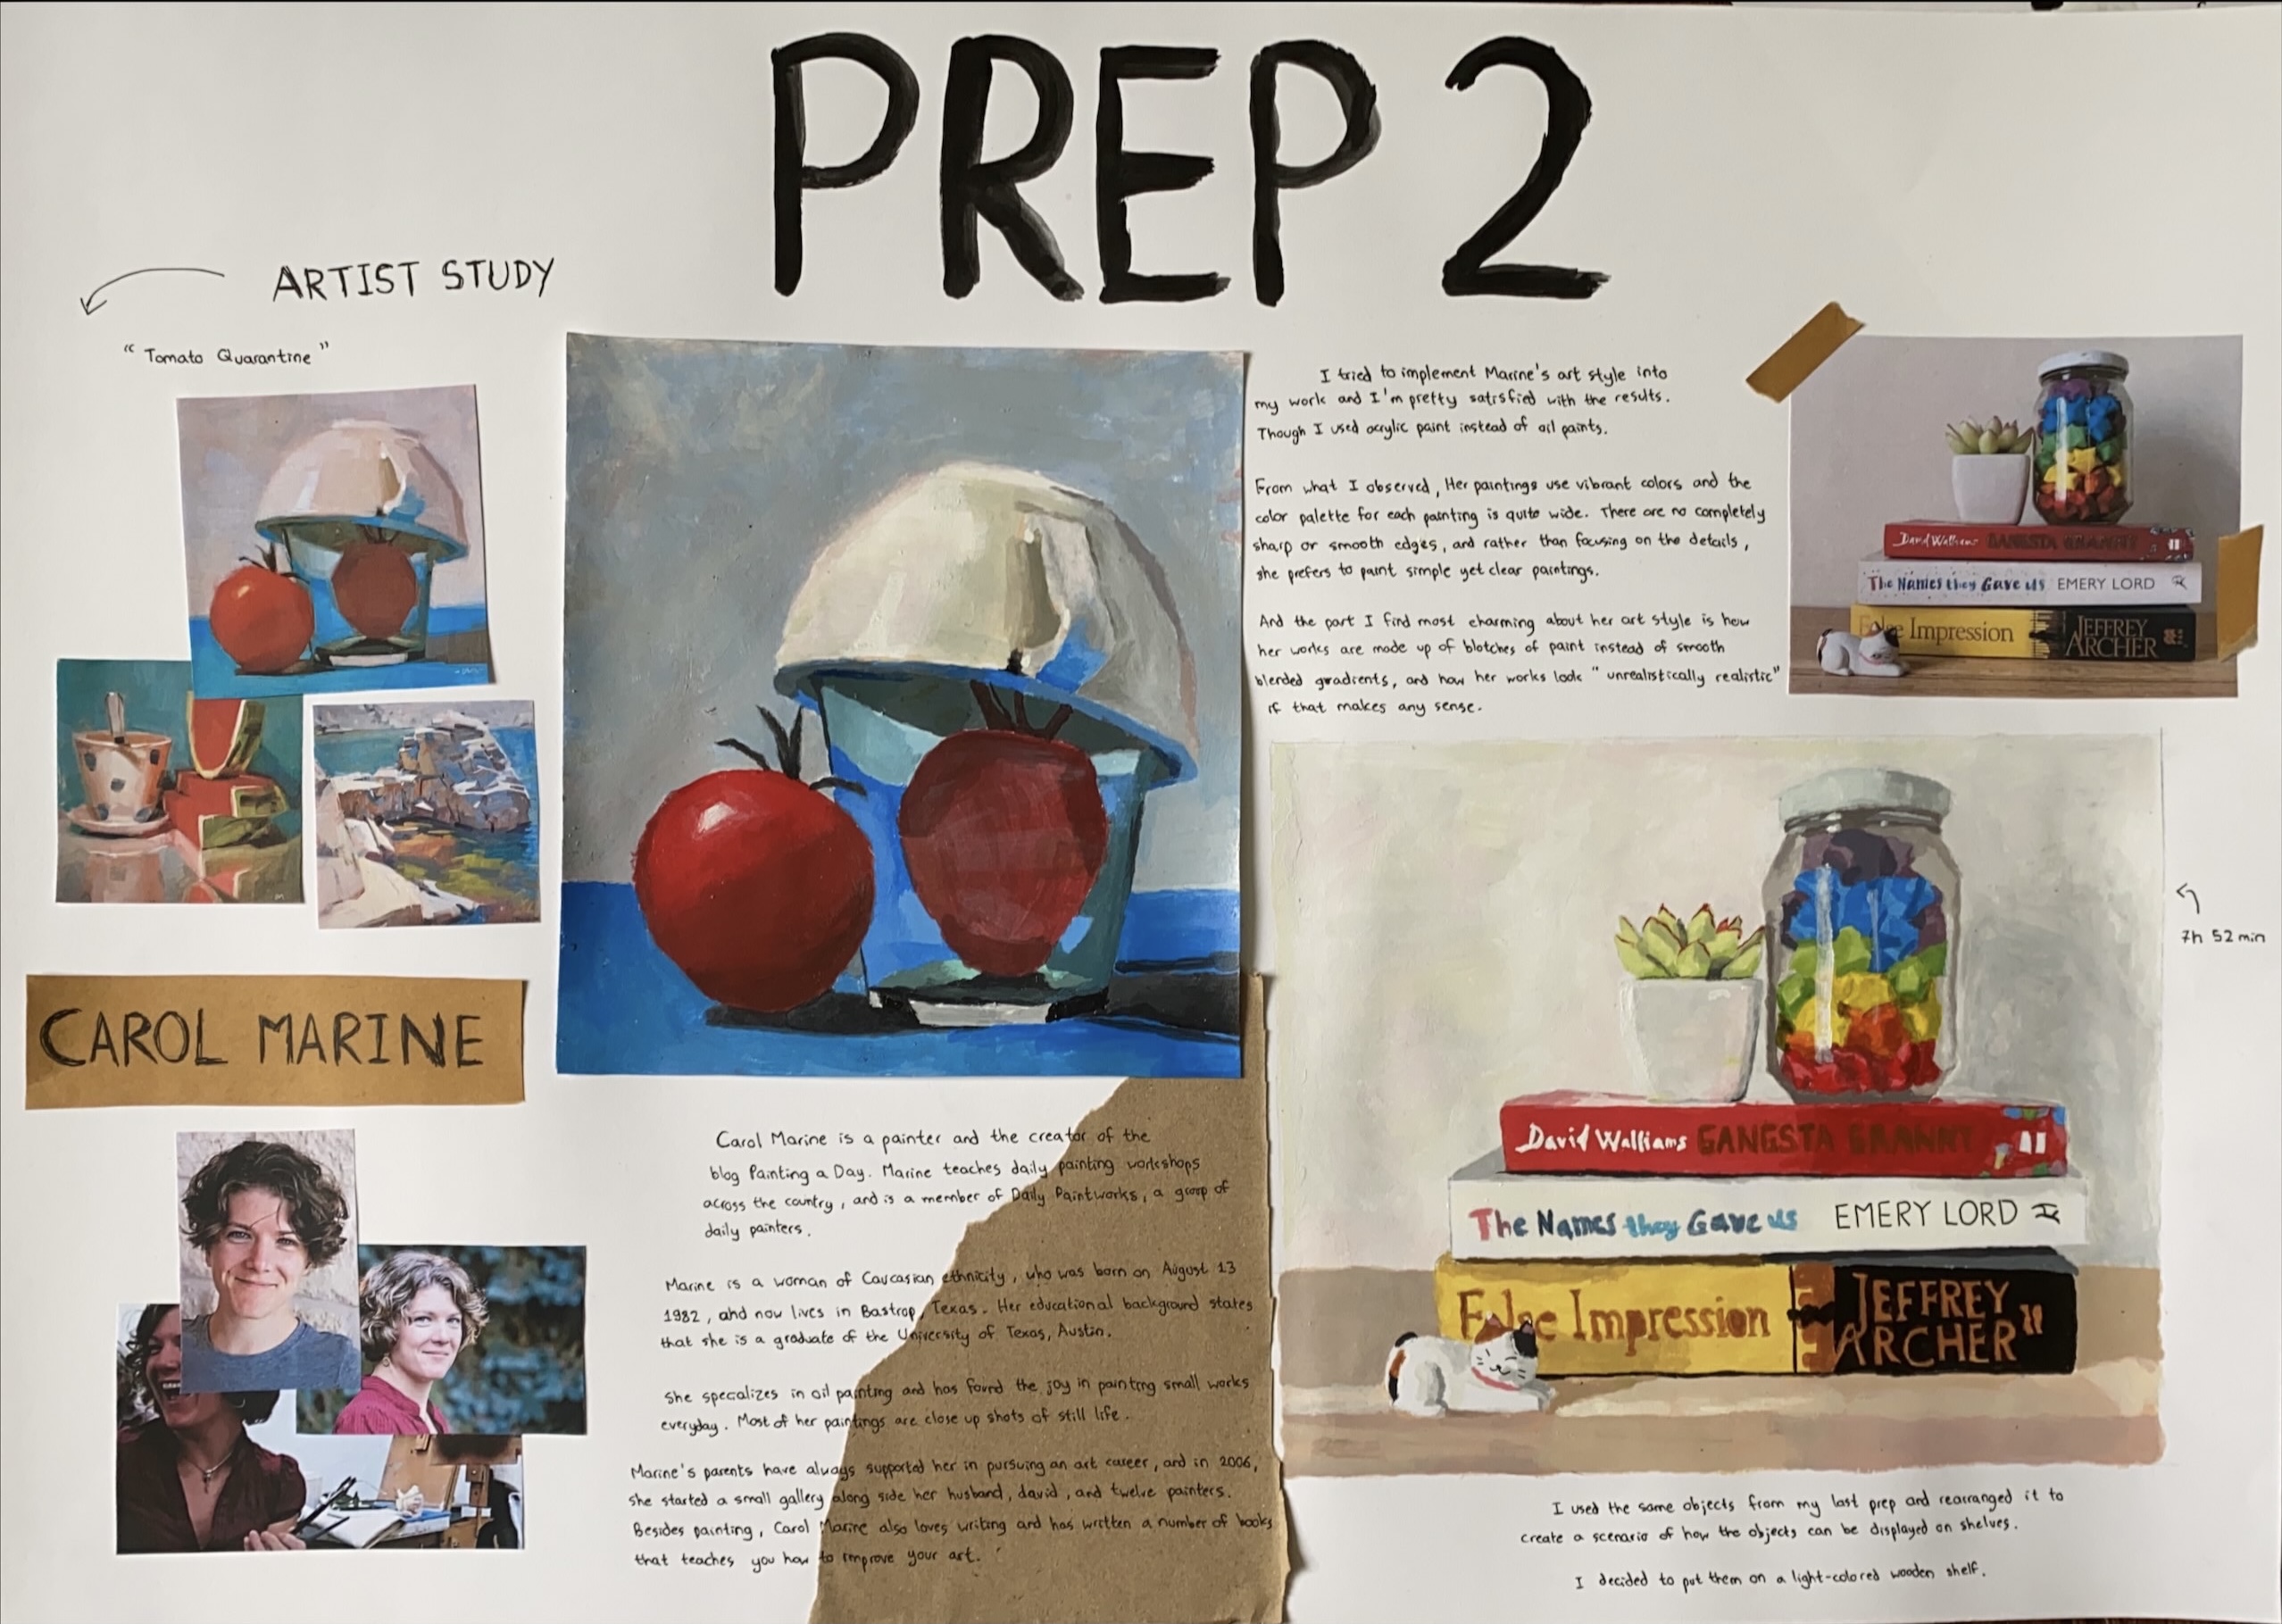 PREP 2
ARTIST STUDY
"Tomato Quarantine"
CAROL MARINE
Carol Marine is a painter and the creator of the
blog Painting a Day. Marine teaches daily painting workshops
across the country, and is a member of Daily Paintworks, a group of
daily painters.
Marine is a woman of Caucasian ethnicity, who was born on August 13
1982, and now lives in Bastrop, Texas. Her educational background states
that she is a graduate of the University of Texas, Austin.
She specializes in oil painting and has found the joy in painting small works
everyday. Most of her paintings are close up shots of still life.
Marine's parents have always supported her in pursuing an art career, and in 2006,
she started a small gallery along side her husband, david, and twelve painters.
Besides painting, Carol Marine also loves writing and has written a number of books
that teaches you how to improve your art.
I tried to implement Marine's art style into
my work and I'm pretty satisfied with the results.
Though I used acrylic paint instead of oil paints.
From what I observed, Her paintings use vibrant colors and the
color palette for each painting is quite wide. There are no completely
sharp or smooth edges, and rather than focusing on the details,
she prefers to paint simple yet clear paintings.
And the part I find most charming about her art style is how
her works are made up of blotches of paint instead of smooth
blended gradients, and how her works look "unrealistically realistic"
if that makes any sense.
David Walliams GANGSTA GRANNY
The Names they Gave us EMERY LORD
False Impression JEFFREY
ARCHER
7h 52 min
David Walliams GANGSTA GRANNY
The Names they Gave us EMERY LORD
False Impression JEFFREY
ARCHER
I used the same objects from my last prep and rearranged it to
create a scenario of how the objects can be displayed on shelves.
I decided to put them on a light-colored wooden shelf.